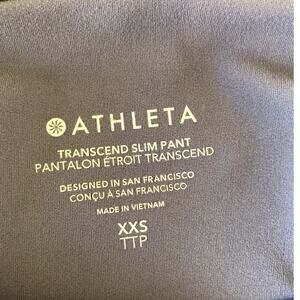 ATHLETA
TRANSCEND SLIM PANT
PANTALON ÉTROIT TRANSCEND
DESIGNED IN SAN FRANCISCO
CONÇU À SAN FRANCISCO
MADE IN VIETNAM
XXS
TTP